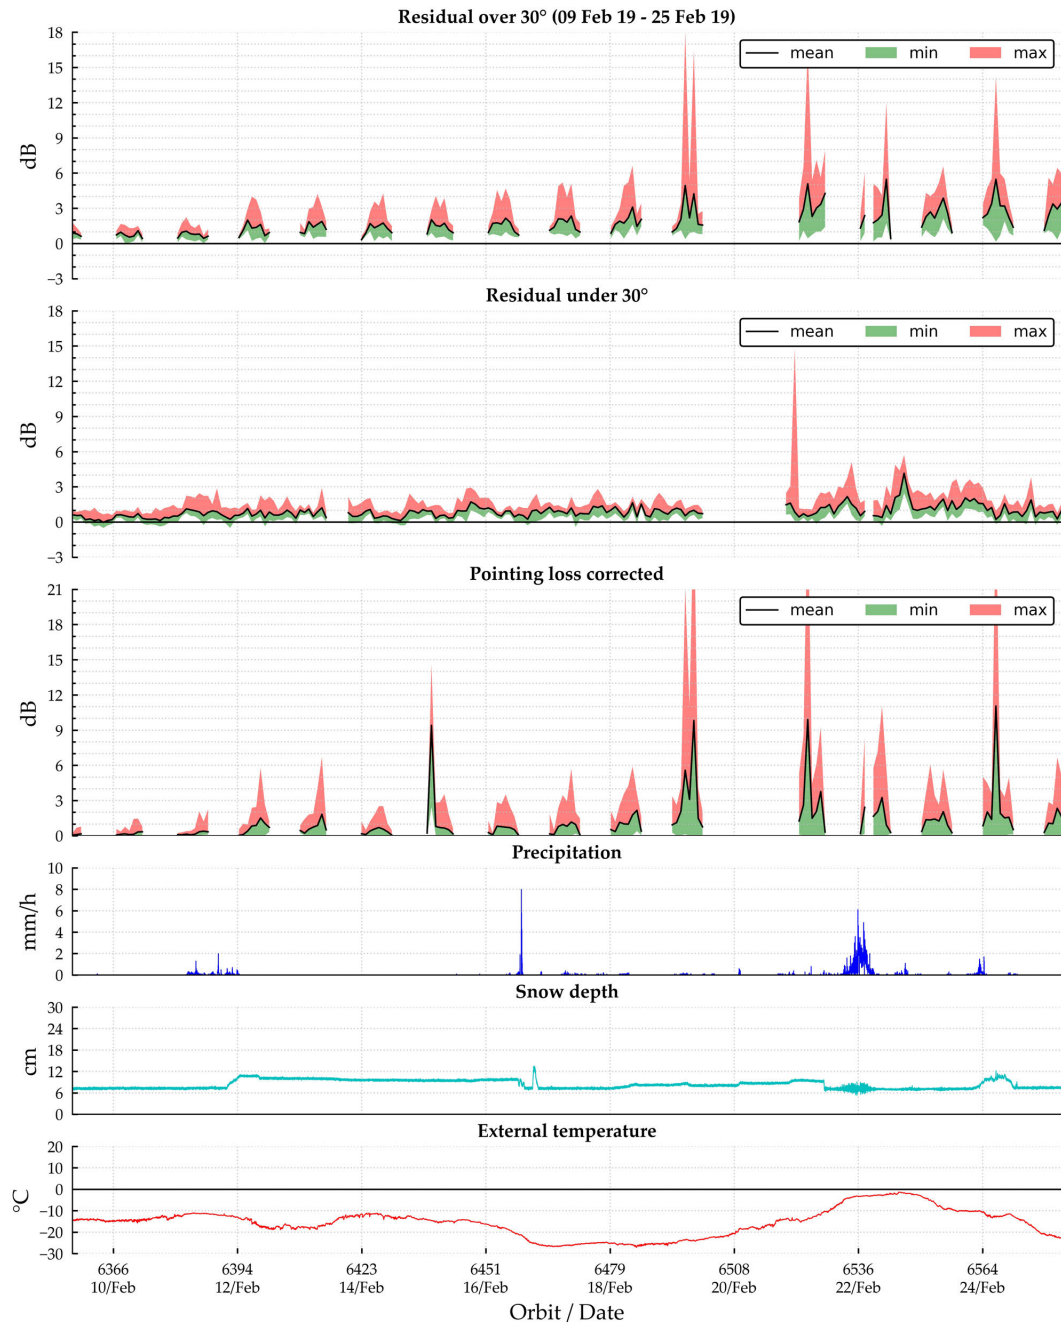 Residual over 30° (09 Feb 19 - 25 Feb 19)
18
15
12
9
6
3
0
−3
dB
mean min max
Residual under 30°
18
15
12
9
6
3
0
−3
dB
mean min max
Pointing loss corrected
21
18
15
12
9
6
3
0
dB
mean min max
Precipitation
10
8
6
4
2
0
mm/h
Snow depth
30
24
18
12
6
0
cm
External temperature
20
20
10
0
−10
−20
−30
°C
6366 6394 6423 6451 6479 6508 6536 6564
10/Feb 12/Feb 14/Feb 16/Feb 18/Feb 20/Feb 22/Feb 24/Feb
Orbit / Date